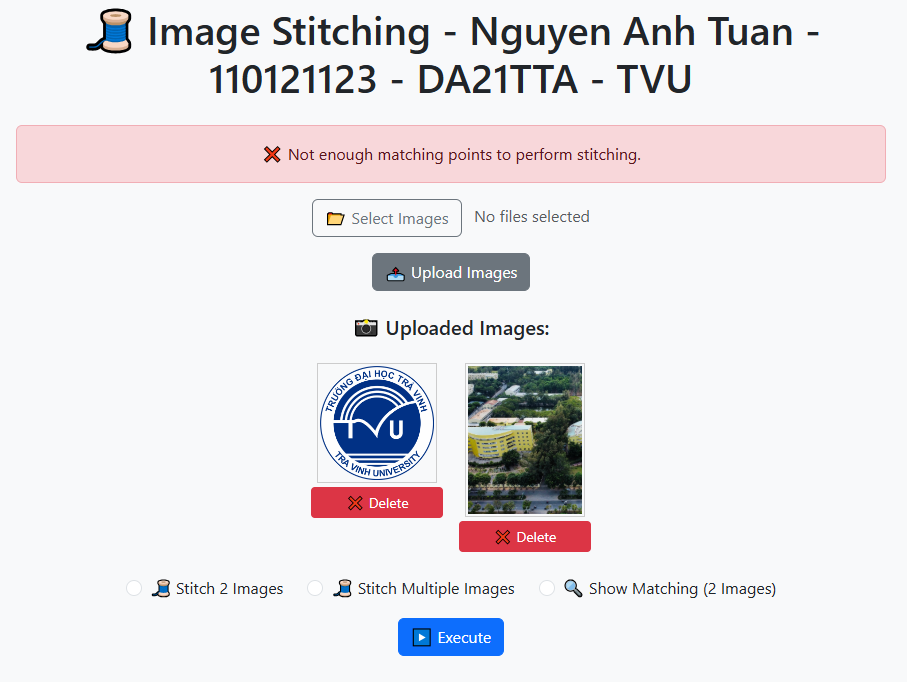 Image Stitching - Nguyen Anh Tuan -
110121123 - DA21TTA - TVU
Not enough matching points to perform stitching.
Select Images No files selected
Upload Images
Uploaded Images:
TRƯỜNG ĐẠI HỌC TRÀ VINH
TVU
TRA VINH UNIVERSITY
Delete
Delete
Stitch 2 Images Stitch Multiple Images Show Matching (2 Images)
Execute